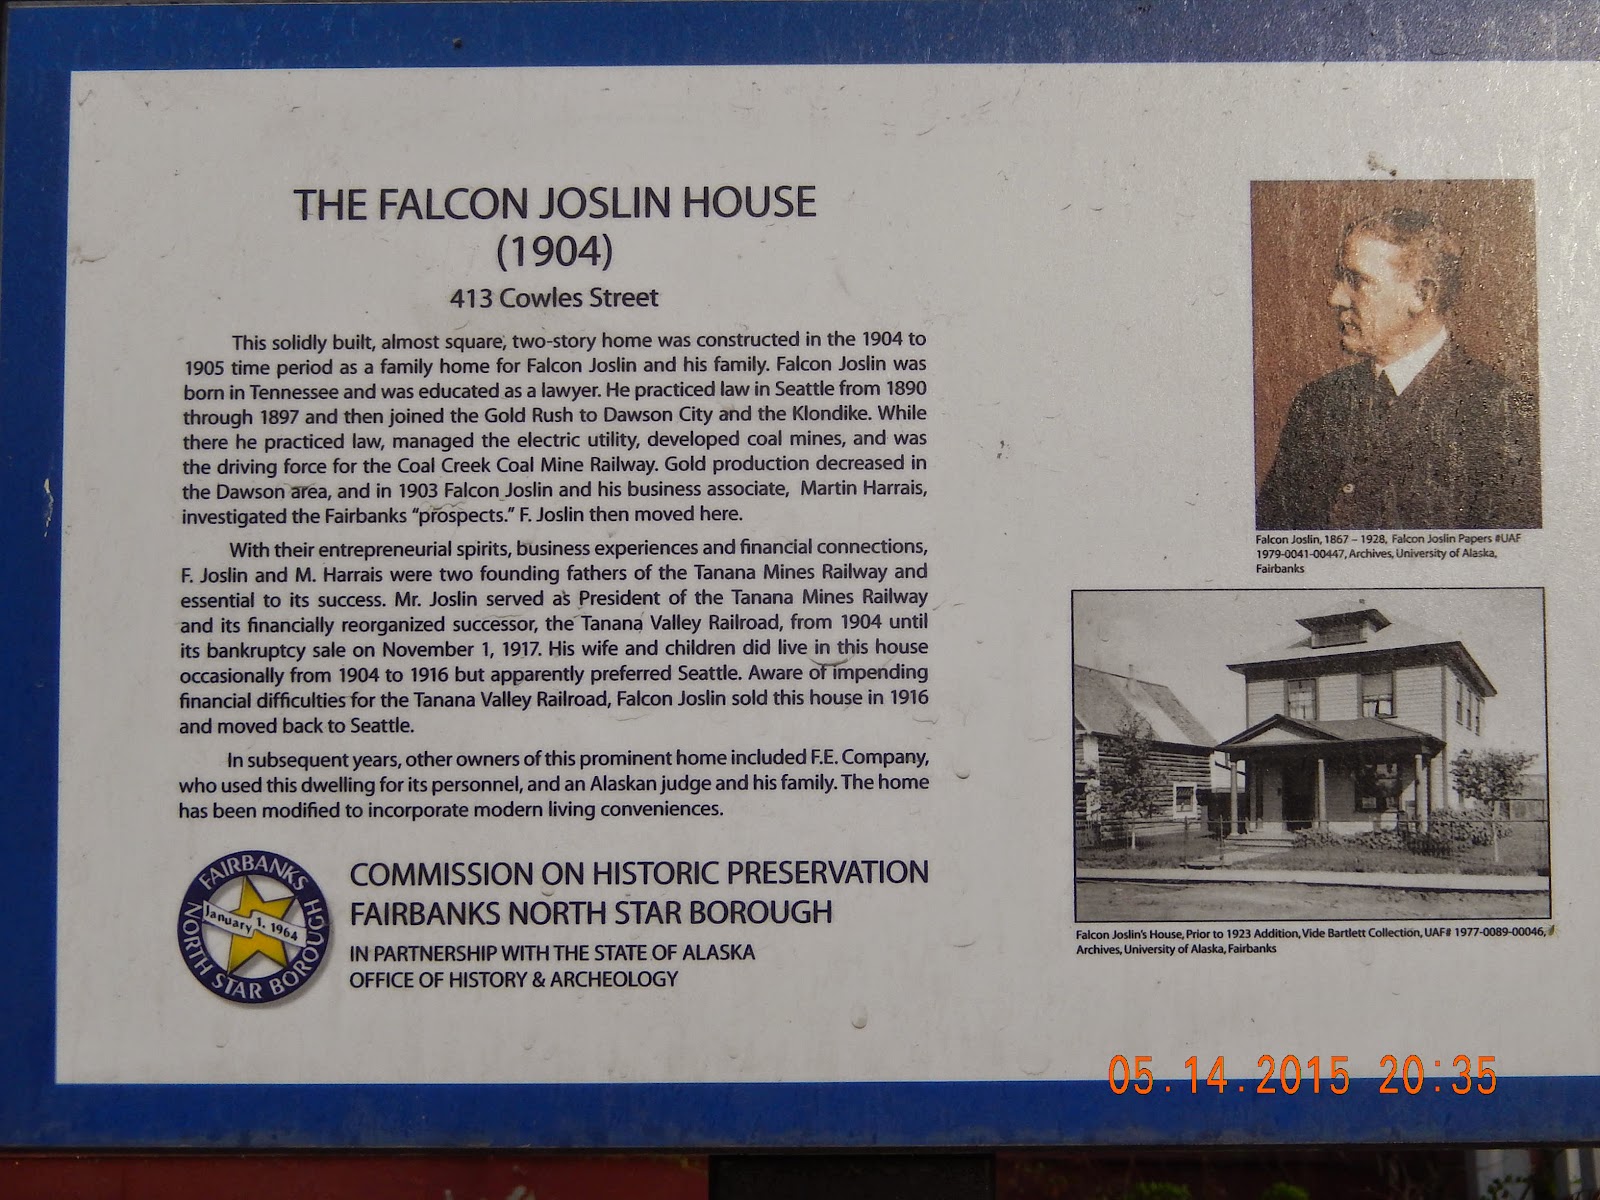 THE FALCON JOSLIN HOUSE
(1904)
413 Cowles Street
This solidly built, almost square, two-story home was constructed in the 1904 to
1905 time period as a family home for Falcon Joslin and his family. Falcon Joslin was
born in Tennessee and was educated as a lawyer. He practiced law in Seattle from 1890
through 1897 and then joined the Gold Rush to Dawson City and the Klondike. While
there he practiced law, managed the electric utility, developed coal mines, and was
the driving force for the Coal Creek Coal Mine Railway. Gold production decreased in
the Dawson area, and in 1903 Falcon Joslin and his business associate, Martin Harrais,
investigated the Fairbanks “prospects.” F. Joslin then moved here.
With their entrepreneurial spirits, business experiences and financial connections,
F. Joslin and M. Harrais were two founding fathers of the Tanana Mines Railway and
essential to its success. Mr. Joslin served as President of the Tanana Mines Railway
and its financially reorganized successor, the Tanana Valley Railroad, from 1904 until
its bankruptcy sale on November 1, 1917. His wife and children did live in this house
occasionally from 1904 to 1916 but apparently preferred Seattle. Aware of impending
financial difficulties for the Tanana Valley Railroad, Falcon Joslin sold this house in 1916
and moved back to Seattle.
In subsequent years, other owners of this prominent home included F.E. Company,
who used this dwelling for its personnel, and an Alaskan judge and his family. The home
has been modified to incorporate modern living conveniences.
FAIRBANKS
NORTH STAR BOROUGH
January 1, 1964
COMMISSION ON HISTORIC PRESERVATION
FAIRBANKS NORTH STAR BOROUGH
IN PARTNERSHIP WITH THE STATE OF ALASKA
OFFICE OF HISTORY & ARCHEOLOGY
Falcon Joslin, 1867 – 1928, Falcon Joslin Papers #UAF
1979-0041-00447, Archives, University of Alaska,
Fairbanks
Falcon Joslin's House, Prior to 1923 Addition, Vide Bartlett Collection, UAF# 1977-0089-00046,
Archives, University of Alaska, Fairbanks
05.14.2015 20:35